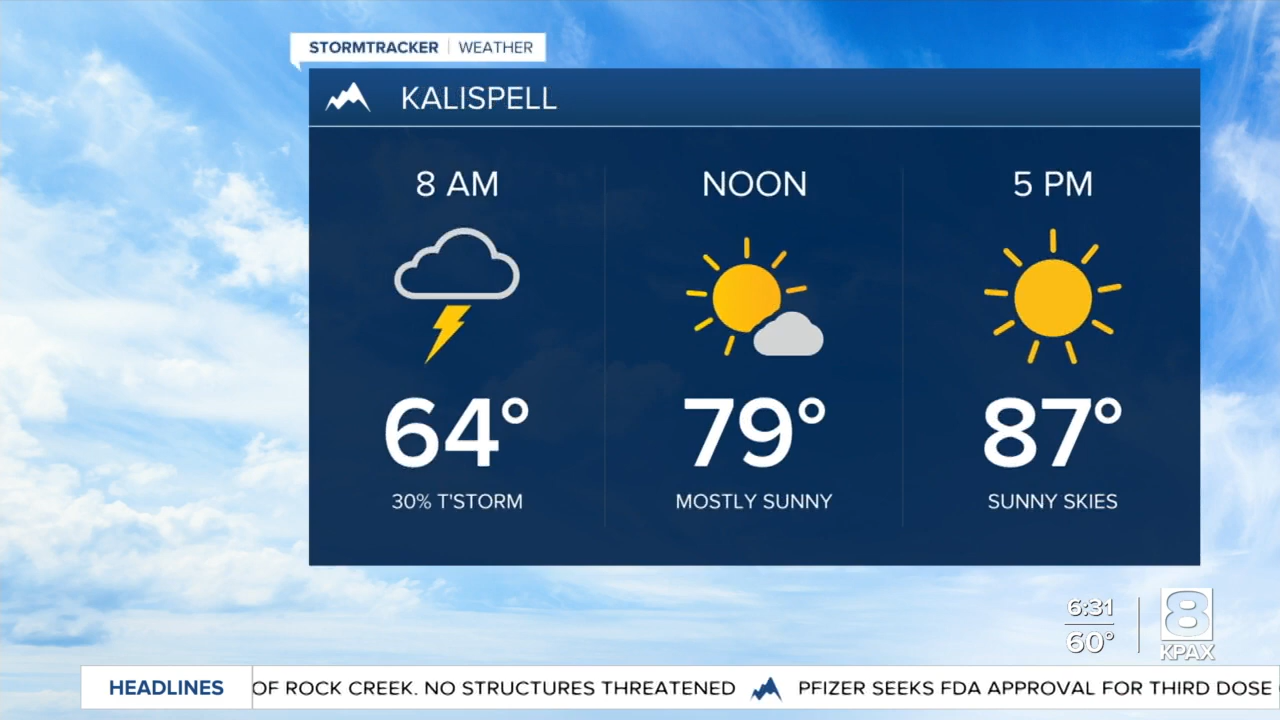 STORMTRACKER | WEATHER
KALISPELL
8 AM
NOON
5 PM
64°
79°
87°
30% T'STORM
MOSTLY SUNNY
SUNNY SKIES
6:31
60°
8
KPAX
HEADLINES
OF ROCK CREEK. NO STRUCTURES THREATENED
PFIZER SEEKS FDA APPROVAL FOR THIRD DOSE